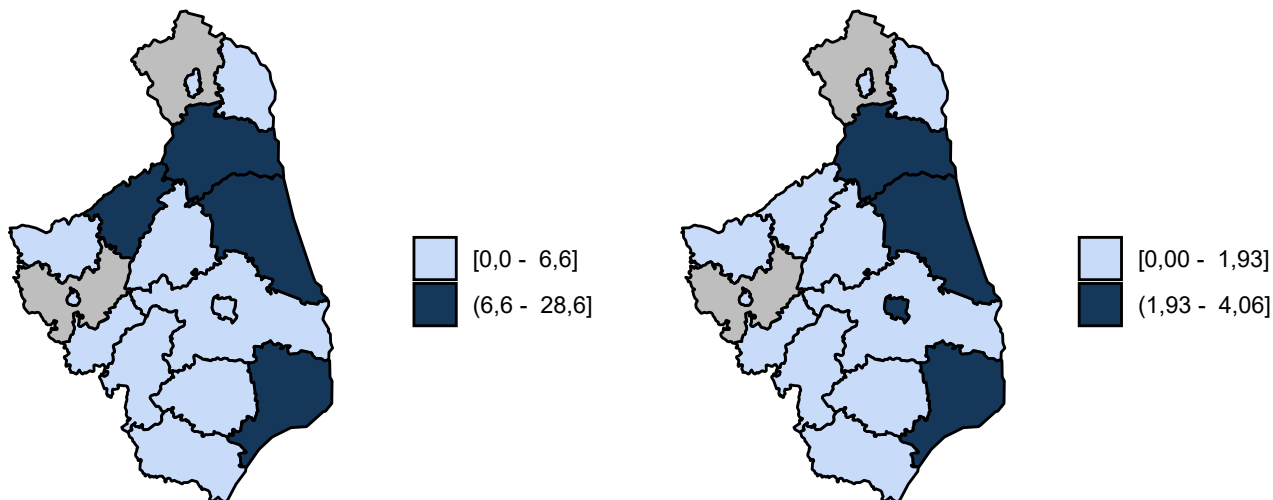 [0,0 -  6,6]
(6,6 -  28,6]
[0,00 -  1,93]
(1,93 -  4,06]